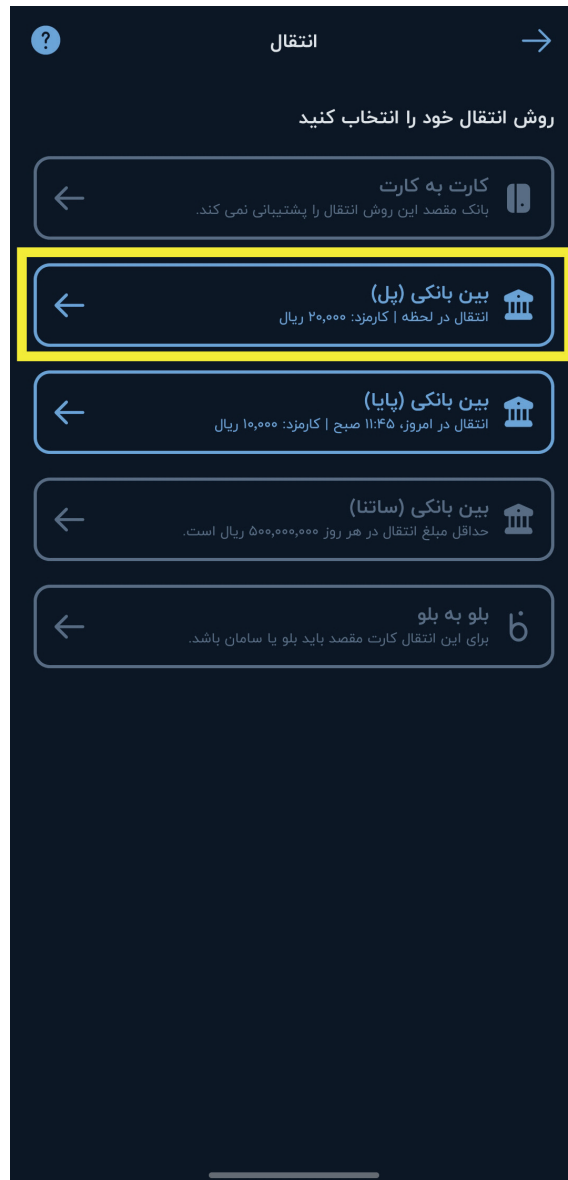 انتقال
روش انتقال خود را انتخاب کنید
کارت به کارت
بانک مقصد این روش انتقال را پشتیبانی نمی کند.
بین بانکی (پل)
انتقال در لحظه | کارمزد: ۲۰,۰۰۰ ریال
بین بانکی (پایا)
انتقال در امروز، ۱۱:۴۵ صبح | کارمزد: ۱۰,۰۰۰ ریال
بین بانکی (ساتنا)
حداقل مبلغ انتقال در هر روز ۵۰۰,۰۰۰,۰۰۰ ریال است.
بلو به بلو
برای این انتقال کارت مقصد باید بلو یا سامان باشد.